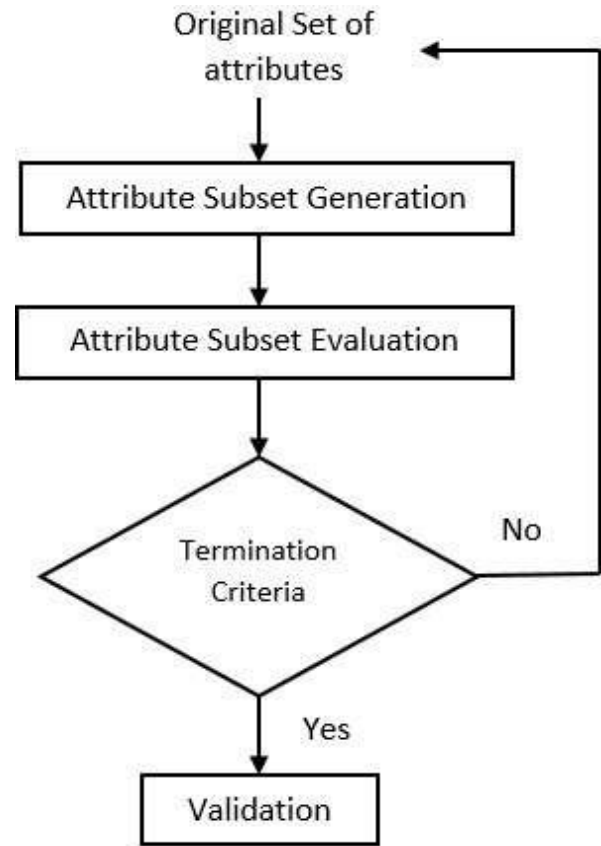 Original Set of
attributes
Attribute Subset Generation
Attribute Subset Evaluation
Termination
Criteria
No
Yes
Validation